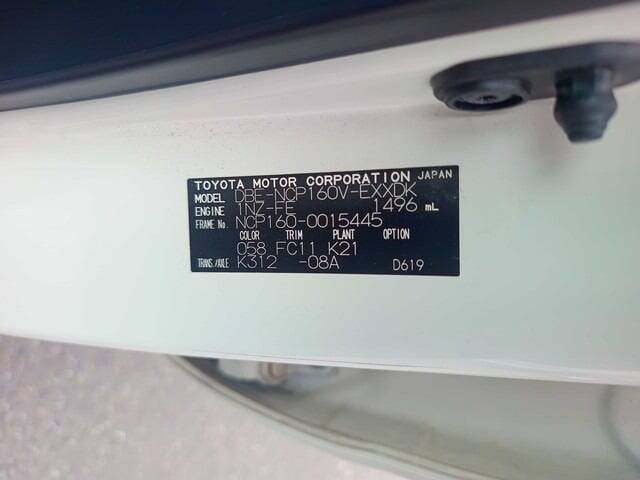 TOYOTA MOTOR CORPORATION JAPAN
MODEL DBE-NCP160V-EXXDK
ENGINE 1NZ-FE 1496 mL
FRAME No. NCP160-0015445
COLOR TRIM PLANT OPTION
058 FC11 K21
TRANS./AXLE K312 -08A D619